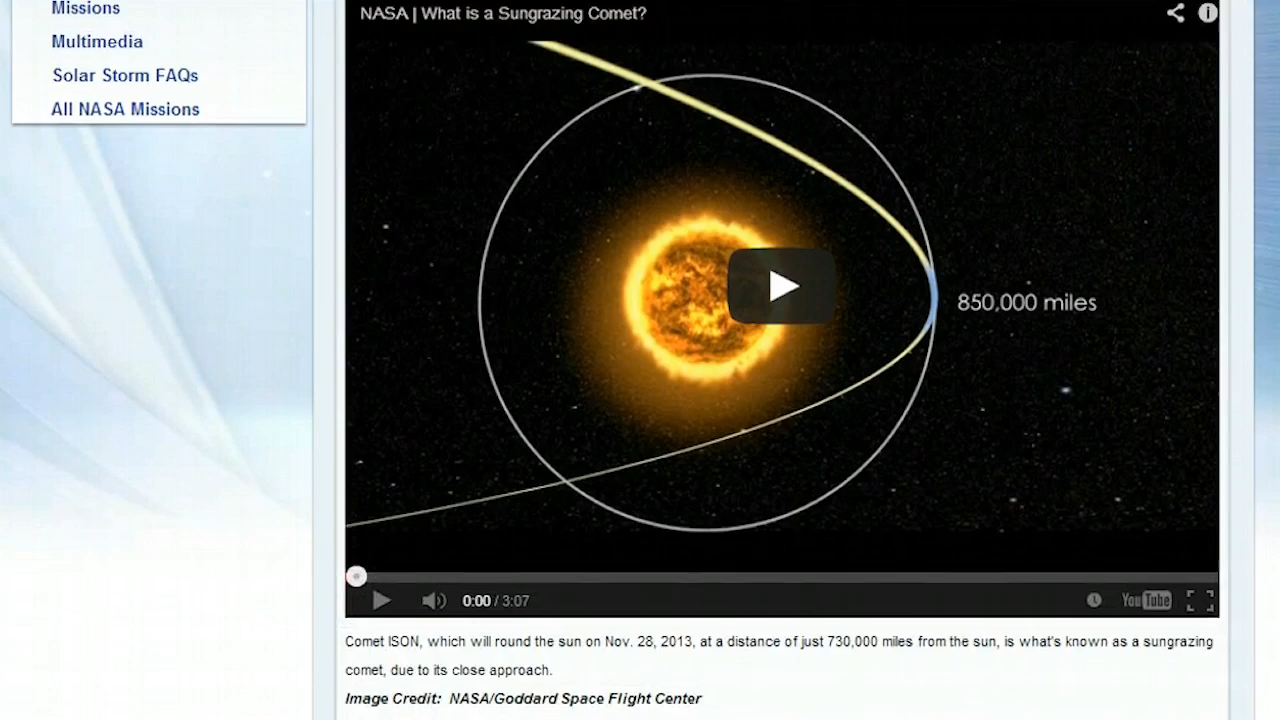 Missions
Multimedia
Solar Storm FAQs
All NASA Missions
NASA | What is a Sungrazing Comet?
850,000 miles
0:00 / 3:07
YouTube
Comet ISON, which will round the sun on Nov. 28, 2013, at a distance of just 730,000 miles from the sun, is what's known as a sungrazing
comet, due to its close approach.
Image Credit: NASA/Goddard Space Flight Center